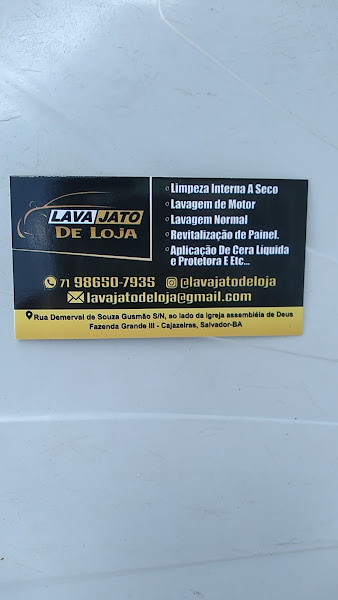 LAVA JATO
DE LOJA
Limpeza Interna A Seco
Lavagem de Motor
Lavagem Normal
Revitalização de Painel.
Aplicação De Cera Liquida
e Protetora E Etc...
71 98650-7935 @lavajatodeloja
lavajatodeloja@gmail.com
Rua Demerval de Souza Gusmão S/N, ao lado da igreja assembléia de Deus
Fazenda Grande III - Cajazeiras, Salvador-BA